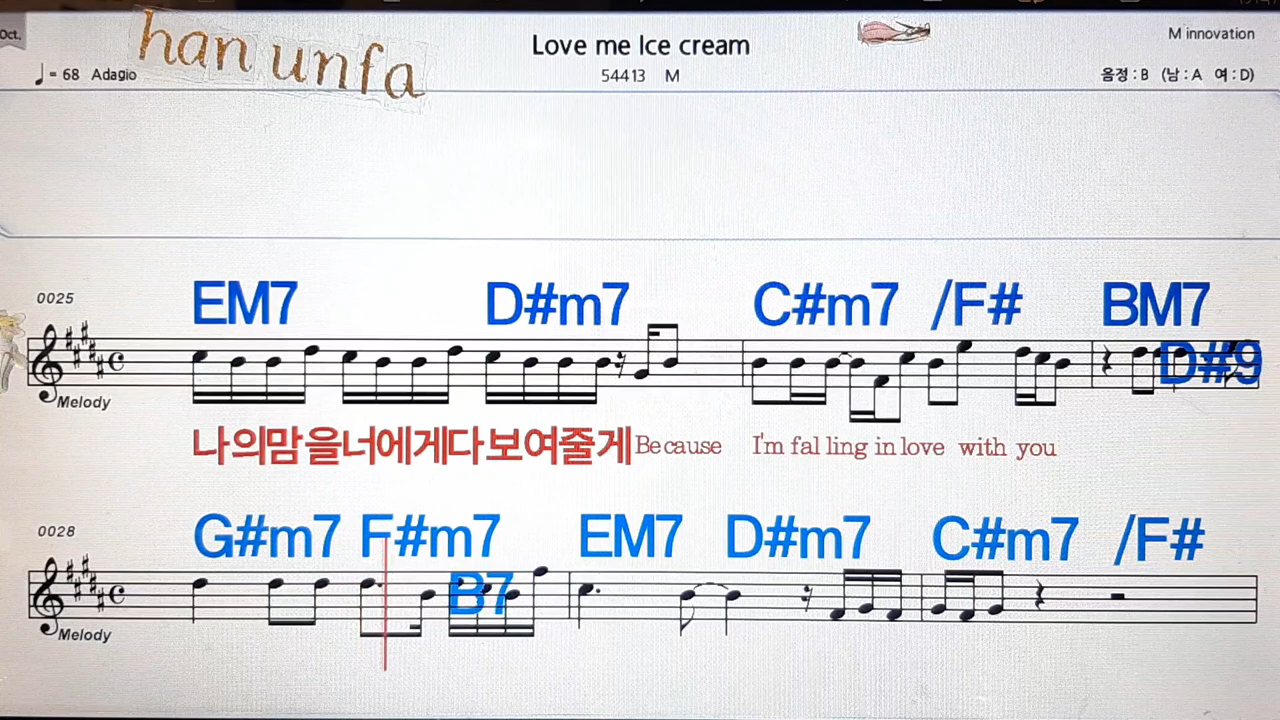 Oct.
han unfa
Love me Ice cream
M innovation
♩= 68 Adagio
54413 M
음정 : B (남 : A 여 : D)
0025
EM7 D#m7 C#m7 /F# BM7
D#9
Melody
나의맘을너에게다보여줄게 Because I'm fal ling in love with you
0028
G#m7 F#m7 EM7 D#m7 C#m7 /F#
B7
Melody